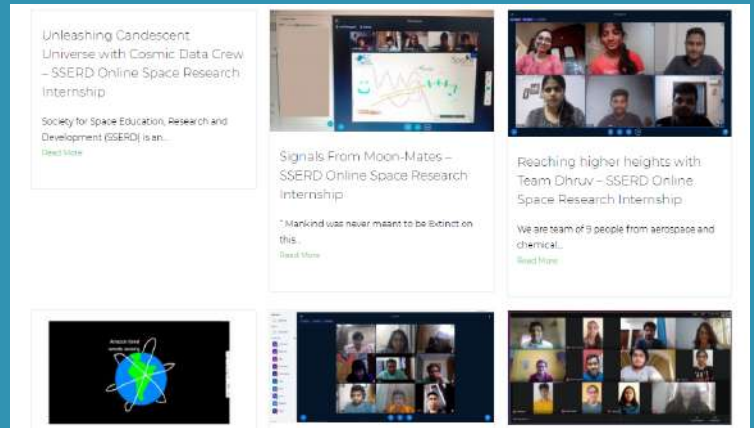 Unleashing Candescent
Universe with Cosmic Data Crew
– SSERD Online Space Research
Internship
Society for Space Education, Research and
Development (SSERD) is an...
Read More
Signals From Moon-Mates –
SSERD Online Space Research
Internship
" Mankind was never meant to be Extinct on
this...
Read More
Reaching higher heights with
Team Dhruv – SSERD Online
Space Research Internship
We are team of 9 people from aerospace and
chemical...
Read More